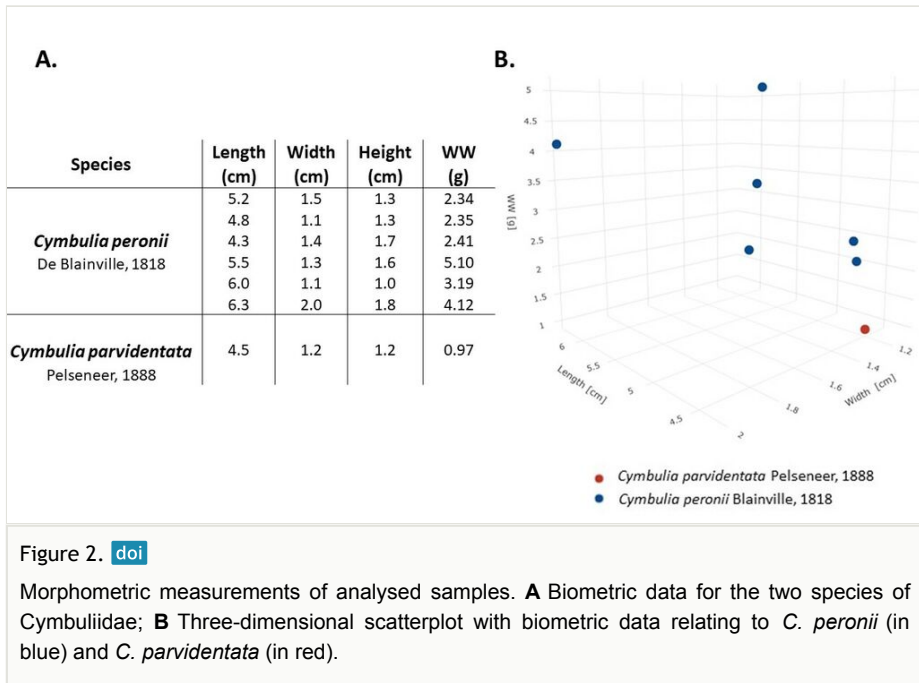 A.
Species Length (cm) Width (cm) Height (cm) WW (g)
Cymbulia peronii
De Blainville, 1818
5.2 1.5 1.3 2.34
4.8 1.1 1.3 2.35
4.3 1.4 1.7 2.41
5.5 1.3 1.6 5.10
6.0 1.1 1.0 3.19
6.3 2.0 1.8 4.12
Cymbulia parvidentata 4.5 1.2 1.2 0.97
Pelseneer, 1888
B.
5
4.5
4
3.5
3
2.5
2
1.5
1
WW [g]
6
5.5
5
4.5
Length [cm]
2
1.8
1.6
1.4
1.2
Width [cm]
Cymbulia parvidentata Pelseneer, 1888
Cymbulia peronii Blainville, 1818
Figure 2. doi
Morphometric measurements of analysed samples. A Biometric data for the two species of
Cymbuliidae; B Three-dimensional scatterplot with biometric data relating to C. peronii (in
blue) and C. parvidentata (in red).